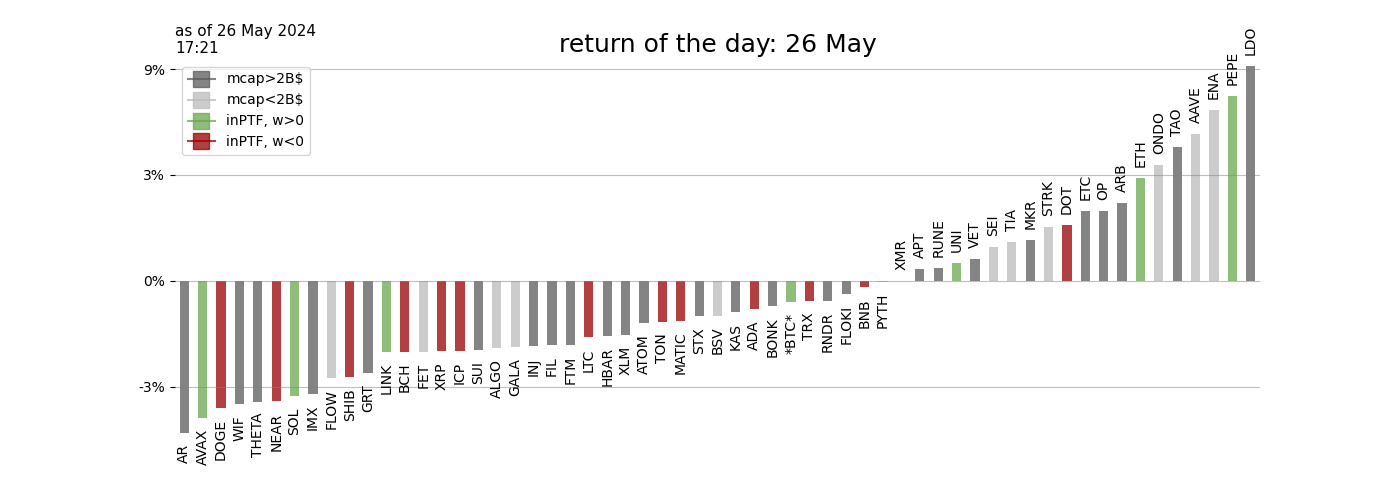 as of 26 May 2024
17:21
return of the day: 26 May
mcap>2B$
mcap<2B$
inPTF, w>0
inPTF, w<0
9%
3%
0%
-3%
AR
AVAX
DOGE
WIF
THETA
NEAR
SOL
IMX
FLOW
SHIB
GRT
LINK
BCH
FET
XRP
ICP
SUI
ALGO
GALA
INJ
FIL
FTM
LTC
HBAR
XLM
ATOM
TON
MATIC
STX
BSV
KAS
ADA
BONK
*BTC*
TRX
RNDR
FLOKI
BNB
PYTH
XMR
APT
RUNE
UNI
VET
SEI
TIA
MKR
STRK
DOT
ETC
OP
ARB
ETH
ONDO
TAO
AAVE
ENA
PEPE
LDO